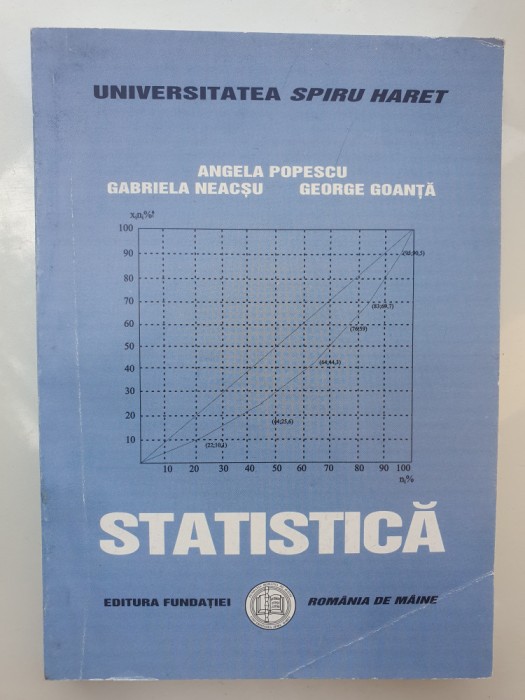 UNIVERSITATEA SPIRU HARET
ANGELA POPESCU
GABRIELA NEACȘU GEORGE GOANȚĂ
100
90
80
70
60
50
40
30
20
10
10 20 30 40 50 60 70 80 90 100
n,%
STATISTICĂ
EDITURA FUNDAȚIEI ROMÂNIA DE MÂINE